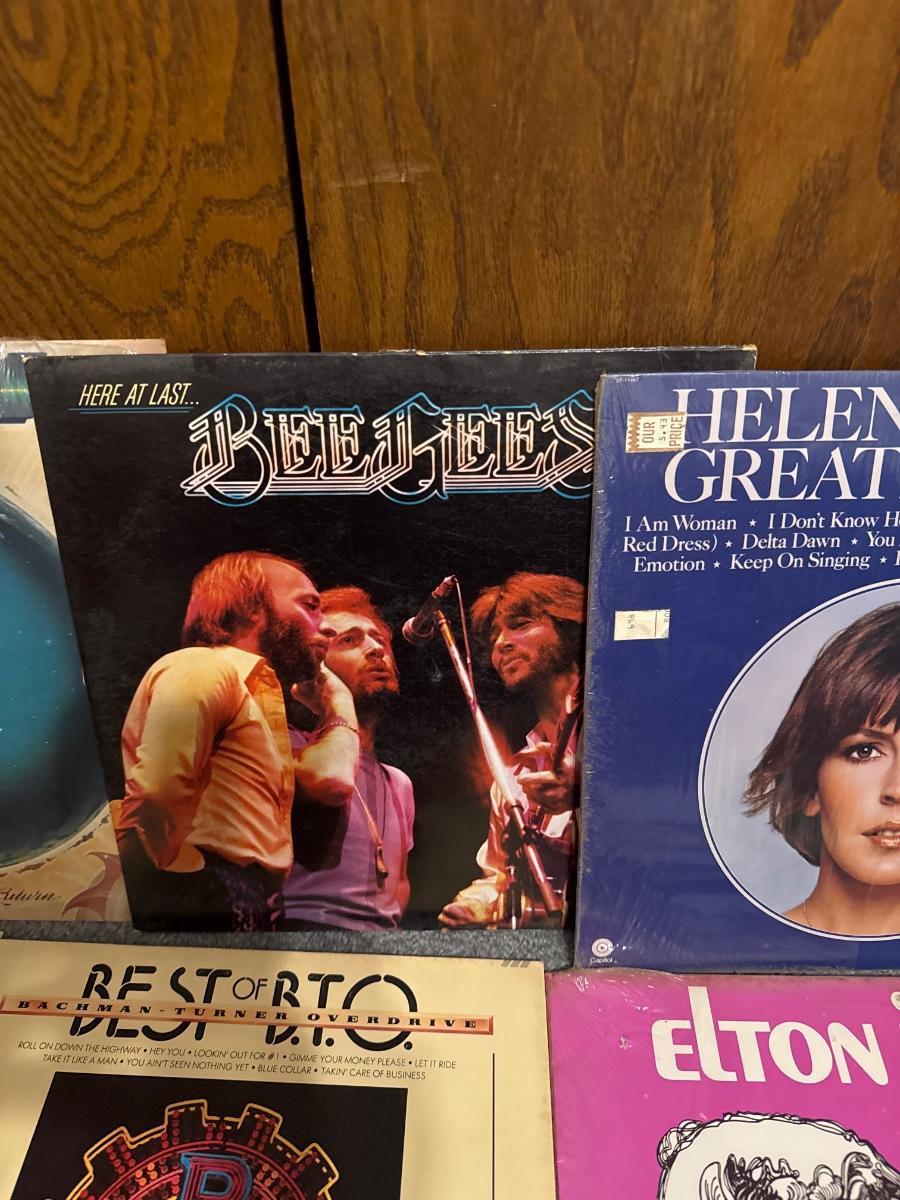 HERE AT LAST...
BEE GEES
HELEN
GREAT
OUR
PRICE
5.43
I Am Woman ★ I Don't Know
Red Dress) ★ Delta Dawn ★ You
Emotion ★ Keep On Singing ★
Capitol
BEST OF B.T.O.
BACHMAN-TURNER OVERDRIVE
ROLL ON DOWN THE HIGHWAY • HEY YOU • LOOKIN' OUT FOR #1 • GIMME YOUR MONEY PLEASE • LET IT RIDE
TAKE IT LIKE A MAN • YOU AIN'T SEEN NOTHING YET • BLUE COLLAR • TAKIN' CARE OF BUSINESS
ELTON